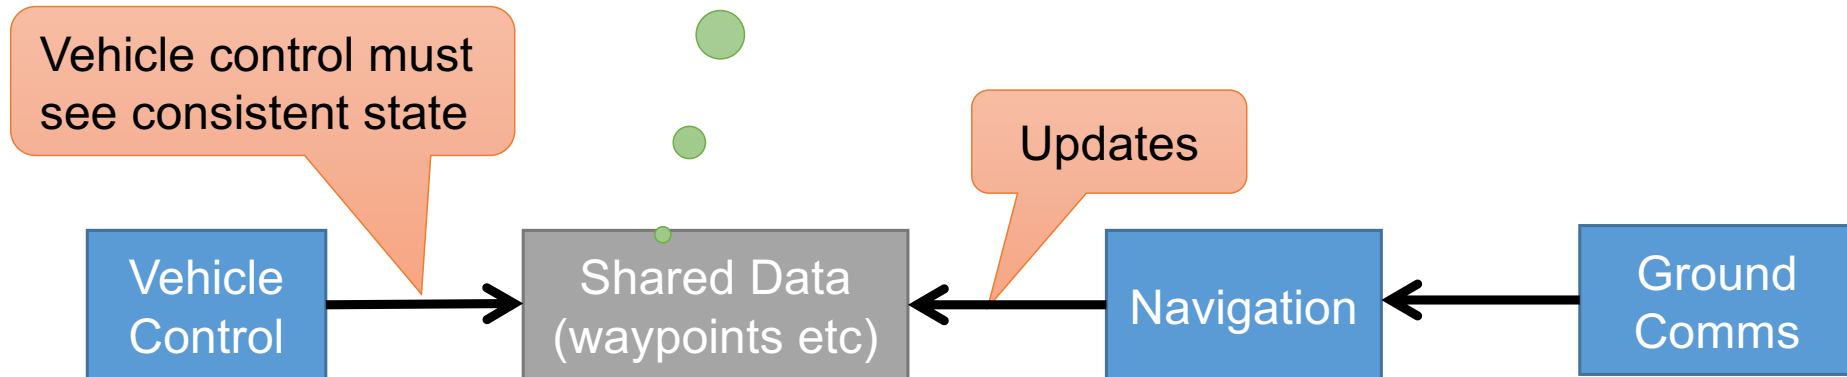 Vehicle control must
see consistent state
Updates
Vehicle
Control
Shared Data
(waypoints etc)
Navigation
Ground
Comms